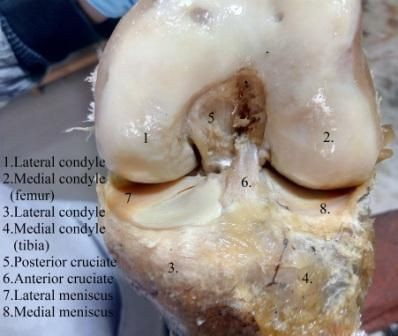 1
5
2.
7
6.
8.
3.
4.
1.Lateral condyle
2.Medial condyle
(femur)
3.Lateral condyle
4.Medial condyle
(tibia)
5.Posterior cruciate
6.Anterior cruciate
7.Lateral meniscus
8.Medial meniscus